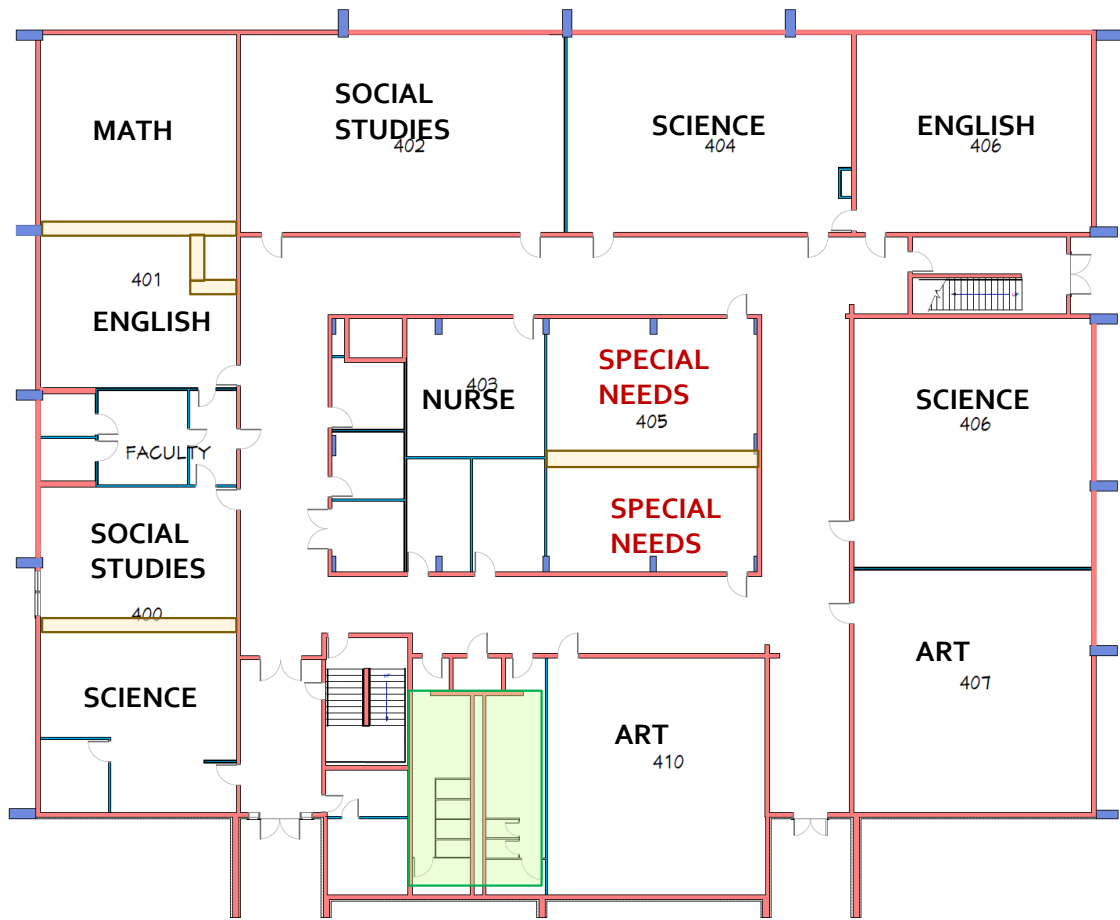 MATH
SOCIAL
STUDIES
402
SCIENCE
404
ENGLISH
406
401
ENGLISH
403
NURSE
SPECIAL
NEEDS
405
SCIENCE
406
FACULTY
SPECIAL
NEEDS
SOCIAL
STUDIES
400
SCIENCE
ART
407
ART
410